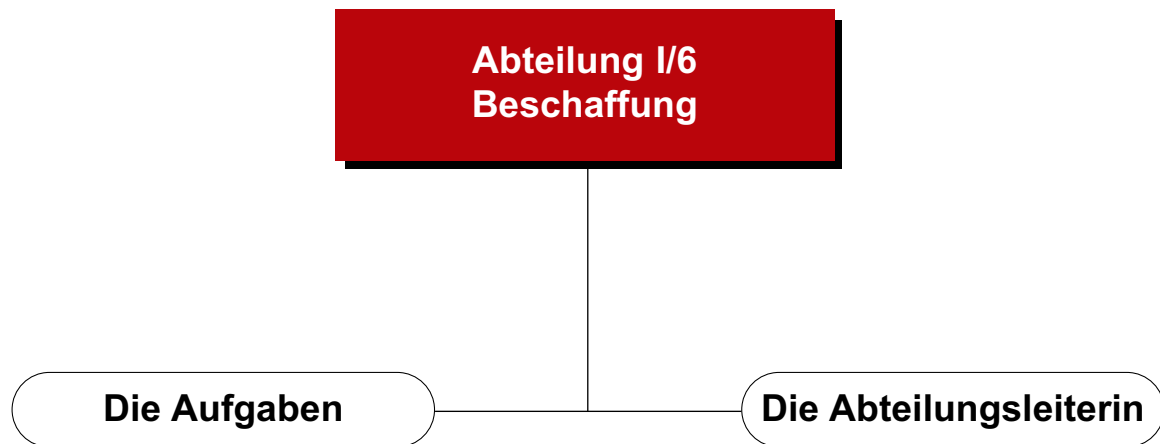 Abteilung I/6
Beschaffung
Die Aufgaben
Die Abteilungsleiterin